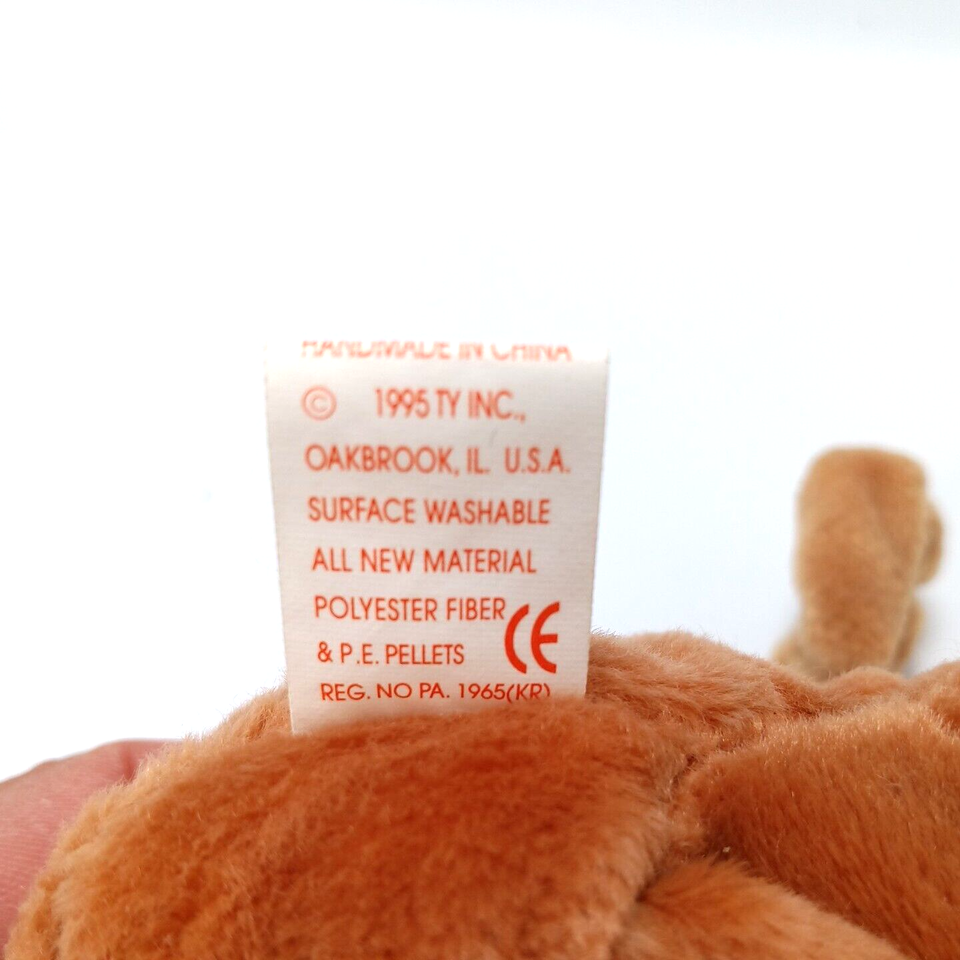 HANDMADE IN CHINA
© 1995 TY INC.,
OAKBROOK, IL. U.S.A.
SURFACE WASHABLE
ALL NEW MATERIAL
POLYESTER FIBER
& P.E. PELLETS CE
REG. NO PA. 1965(KR)